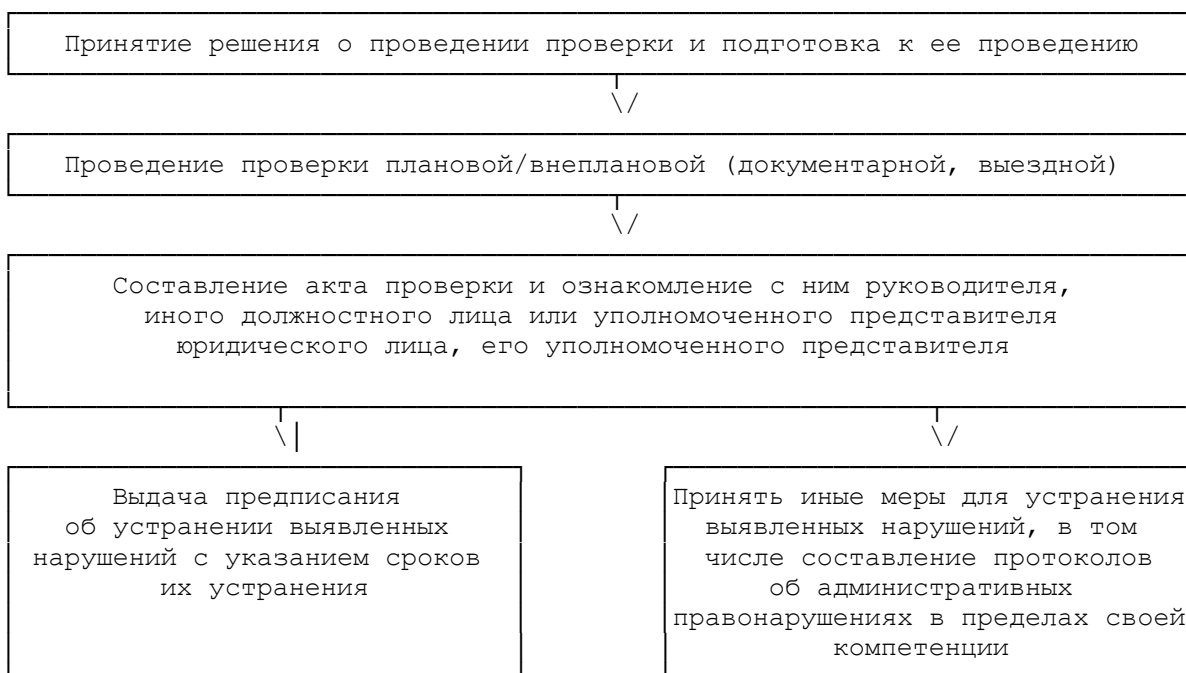 Принятие решения о проведении проверки и подготовка к ее проведению
Проведение проверки плановой/внеплановой (документарной, выездной)
Составление акта проверки и ознакомление с ним руководителя,
иного должностного лица или уполномоченного представителя
юридического лица, его уполномоченного представителя
Выдача предписания
об устранении выявленных
нарушений с указанием сроков
их устранения
Принять иные меры для устранения
выявленных нарушений, в том
числе составление протоколов
об административных
правонарушениях в пределах своей
компетенции